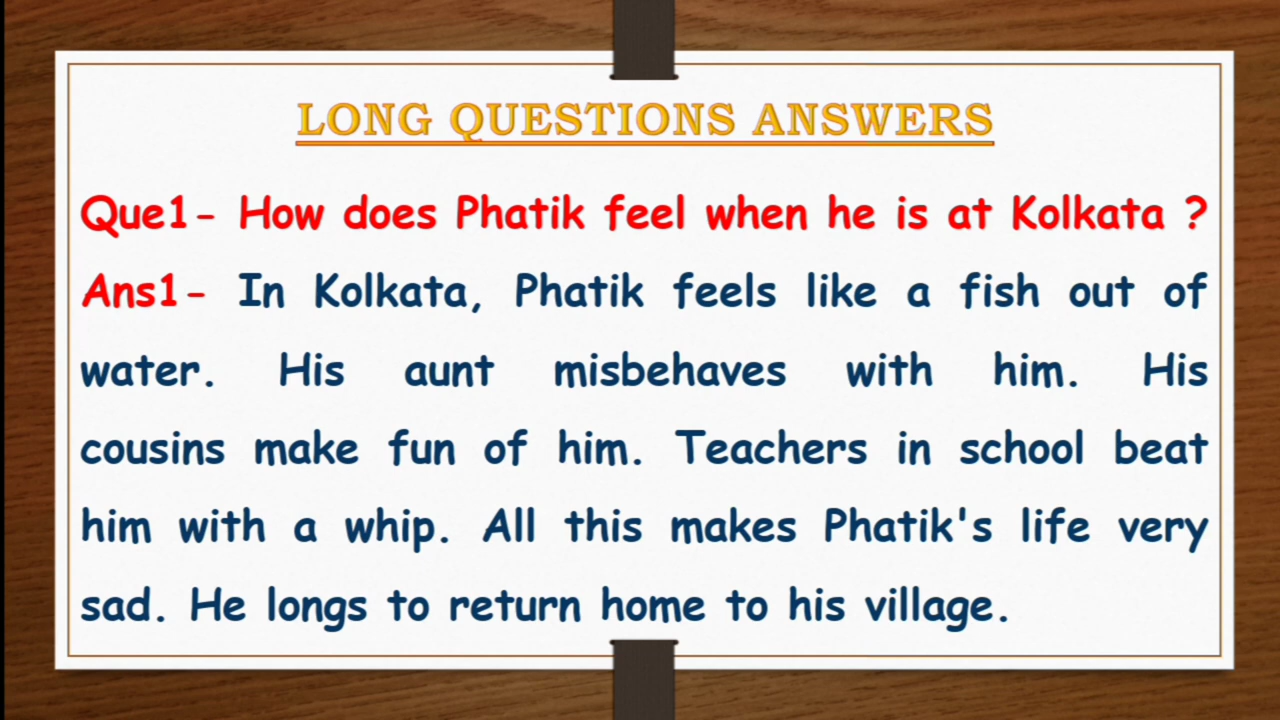 LONG QUESTIONS ANSWERS
Que1- How does Phatik feel when he is at Kolkata ?
Ans1- In Kolkata, Phatik feels like a fish out of
water. His aunt misbehaves with him. His
cousins make fun of him. Teachers in school beat
him with a whip. All this makes Phatik's life very
sad. He longs to return home to his village.